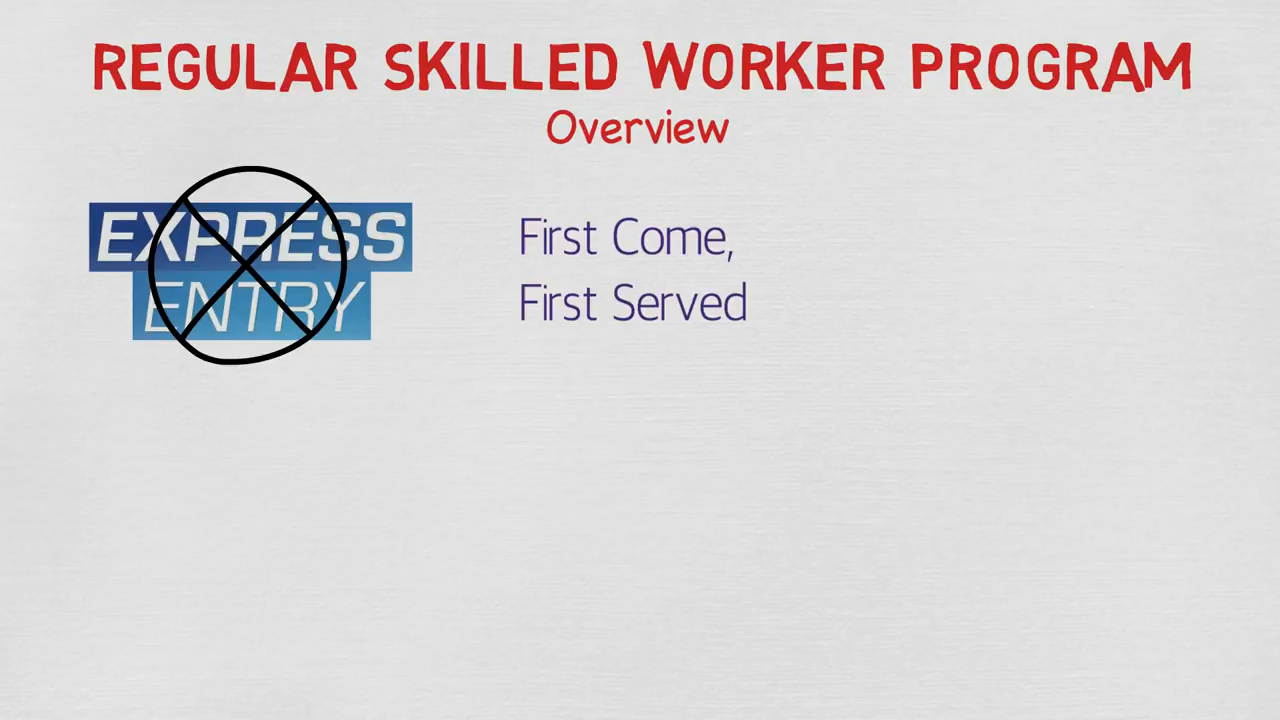 REGULAR SKILLED WORKER PROGRAM
Overview
EXPRESS
ENTRY
First Come,
First Served